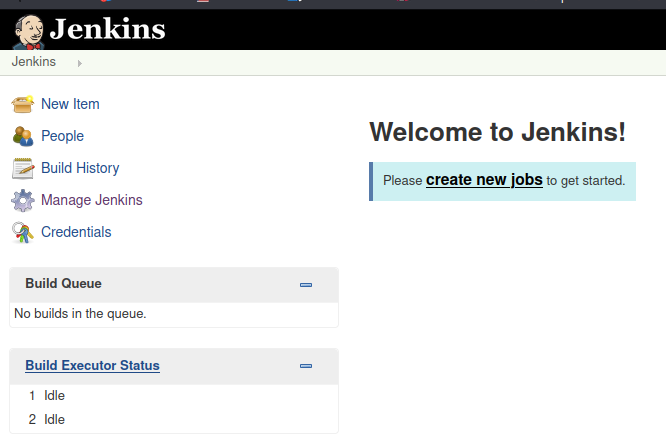 Jenkins
Jenkins
New Item
People
Build History
Manage Jenkins
Credentials
Build Queue
No builds in the queue.
Build Executor Status
1 Idle
2 Idle
Welcome to Jenkins!
Please create new jobs to get started.